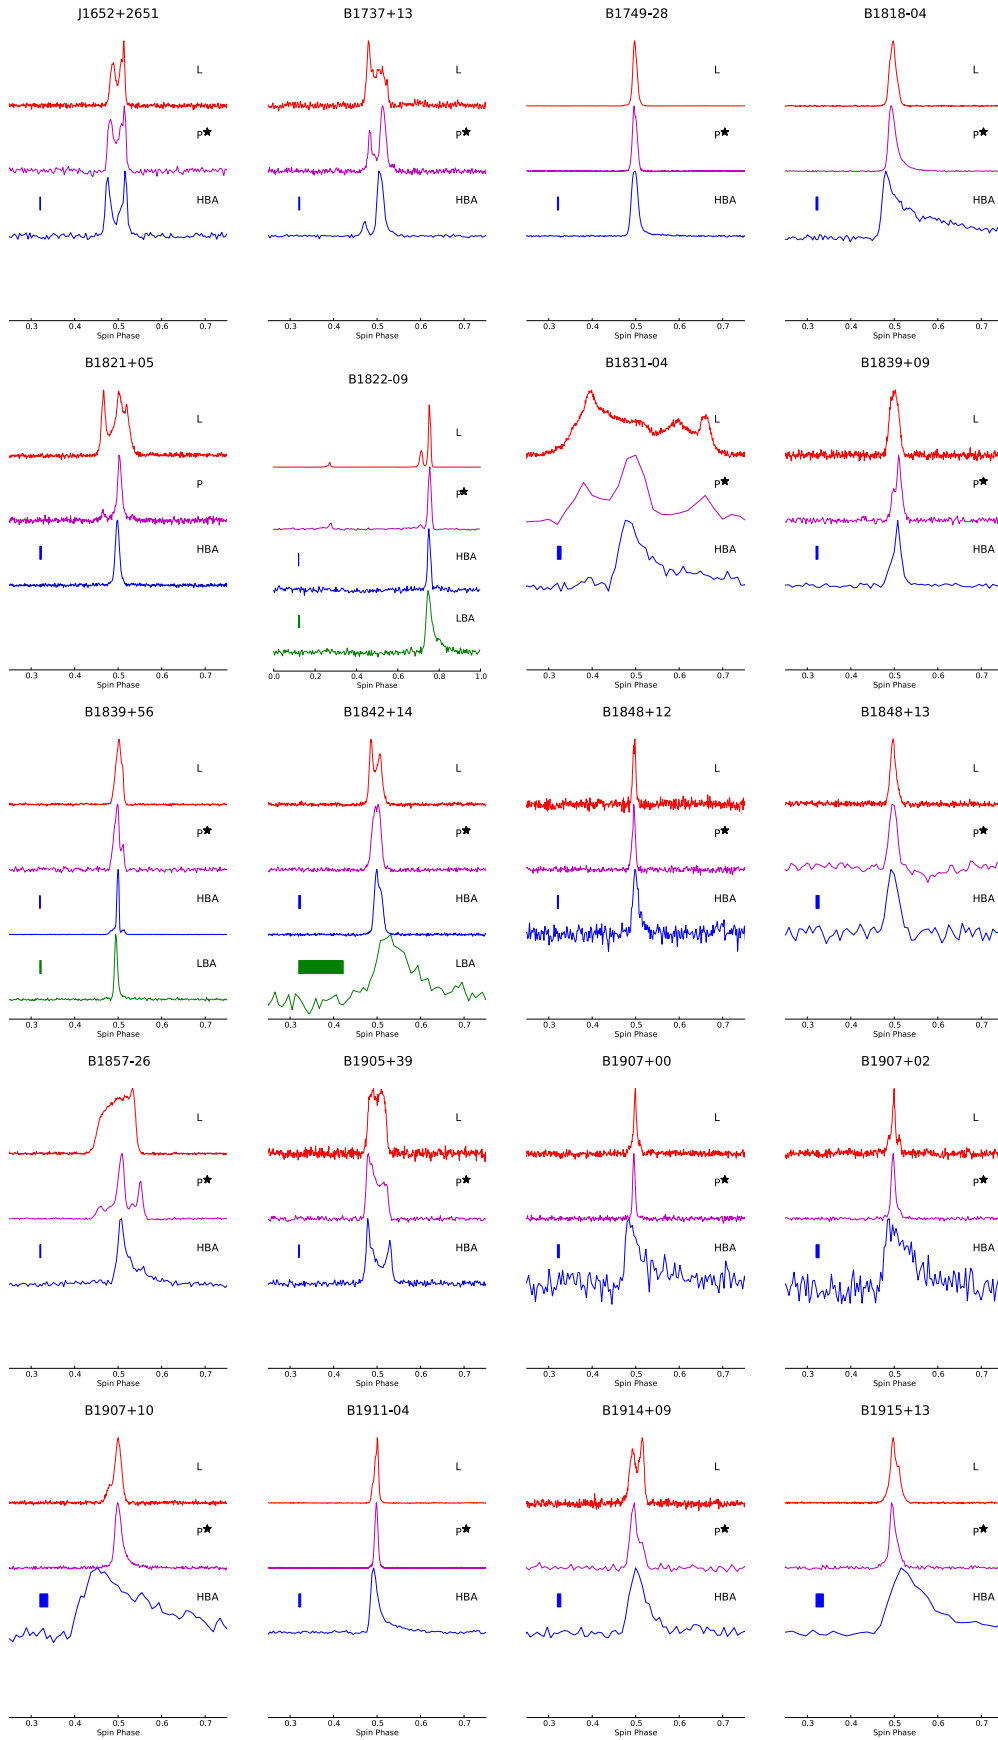 J1652+2651 B1737+13 B1749-28 B1818-04
L L L L
P★ P★ P★ P★
HBA HBA HBA HBA
0.3 0.4 0.5 0.6 0.7 0.3 0.4 0.5 0.6 0.7 0.3 0.4 0.5 0.6 0.7 0.3 0.4 0.5 0.6 0.7
Spin Phase Spin Phase Spin Phase Spin Phase
B1821+05 B1822-09 B1831-04 B1839+09
L L L L
P P★ P★ P★
HBA HBA HBA HBA
LBA
0.3 0.4 0.5 0.6 0.7 0.0 0.2 0.4 0.6 0.8 1.0 0.3 0.4 0.5 0.6 0.7 0.3 0.4 0.5 0.6 0.7
Spin Phase Spin Phase Spin Phase Spin Phase
B1839+56 B1842+14 B1848+12 B1848+13
L L L L
P★ P★ P★ P★
HBA HBA HBA HBA
LBA LBA
0.3 0.4 0.5 0.6 0.7 0.3 0.4 0.5 0.6 0.7 0.3 0.4 0.5 0.6 0.7 0.3 0.4 0.5 0.6 0.7
Spin Phase Spin Phase Spin Phase Spin Phase
B1857-26 B1905+39 B1907+00 B1907+02
L L L L
P★ P★ P★ P★
HBA HBA HBA HBA
0.3 0.4 0.5 0.6 0.7 0.3 0.4 0.5 0.6 0.7 0.3 0.4 0.5 0.6 0.7 0.3 0.4 0.5 0.6 0.7
Spin Phase Spin Phase Spin Phase Spin Phase
B1907+10 B1911-04 B1914+09 B1915+13
L L L L
P★ P★ P★ P★
HBA HBA HBA HBA
0.3 0.4 0.5 0.6 0.7 0.3 0.4 0.5 0.6 0.7 0.3 0.4 0.5 0.6 0.7 0.3 0.4 0.5 0.6 0.7
Spin Phase Spin Phase Spin Phase Spin Phase